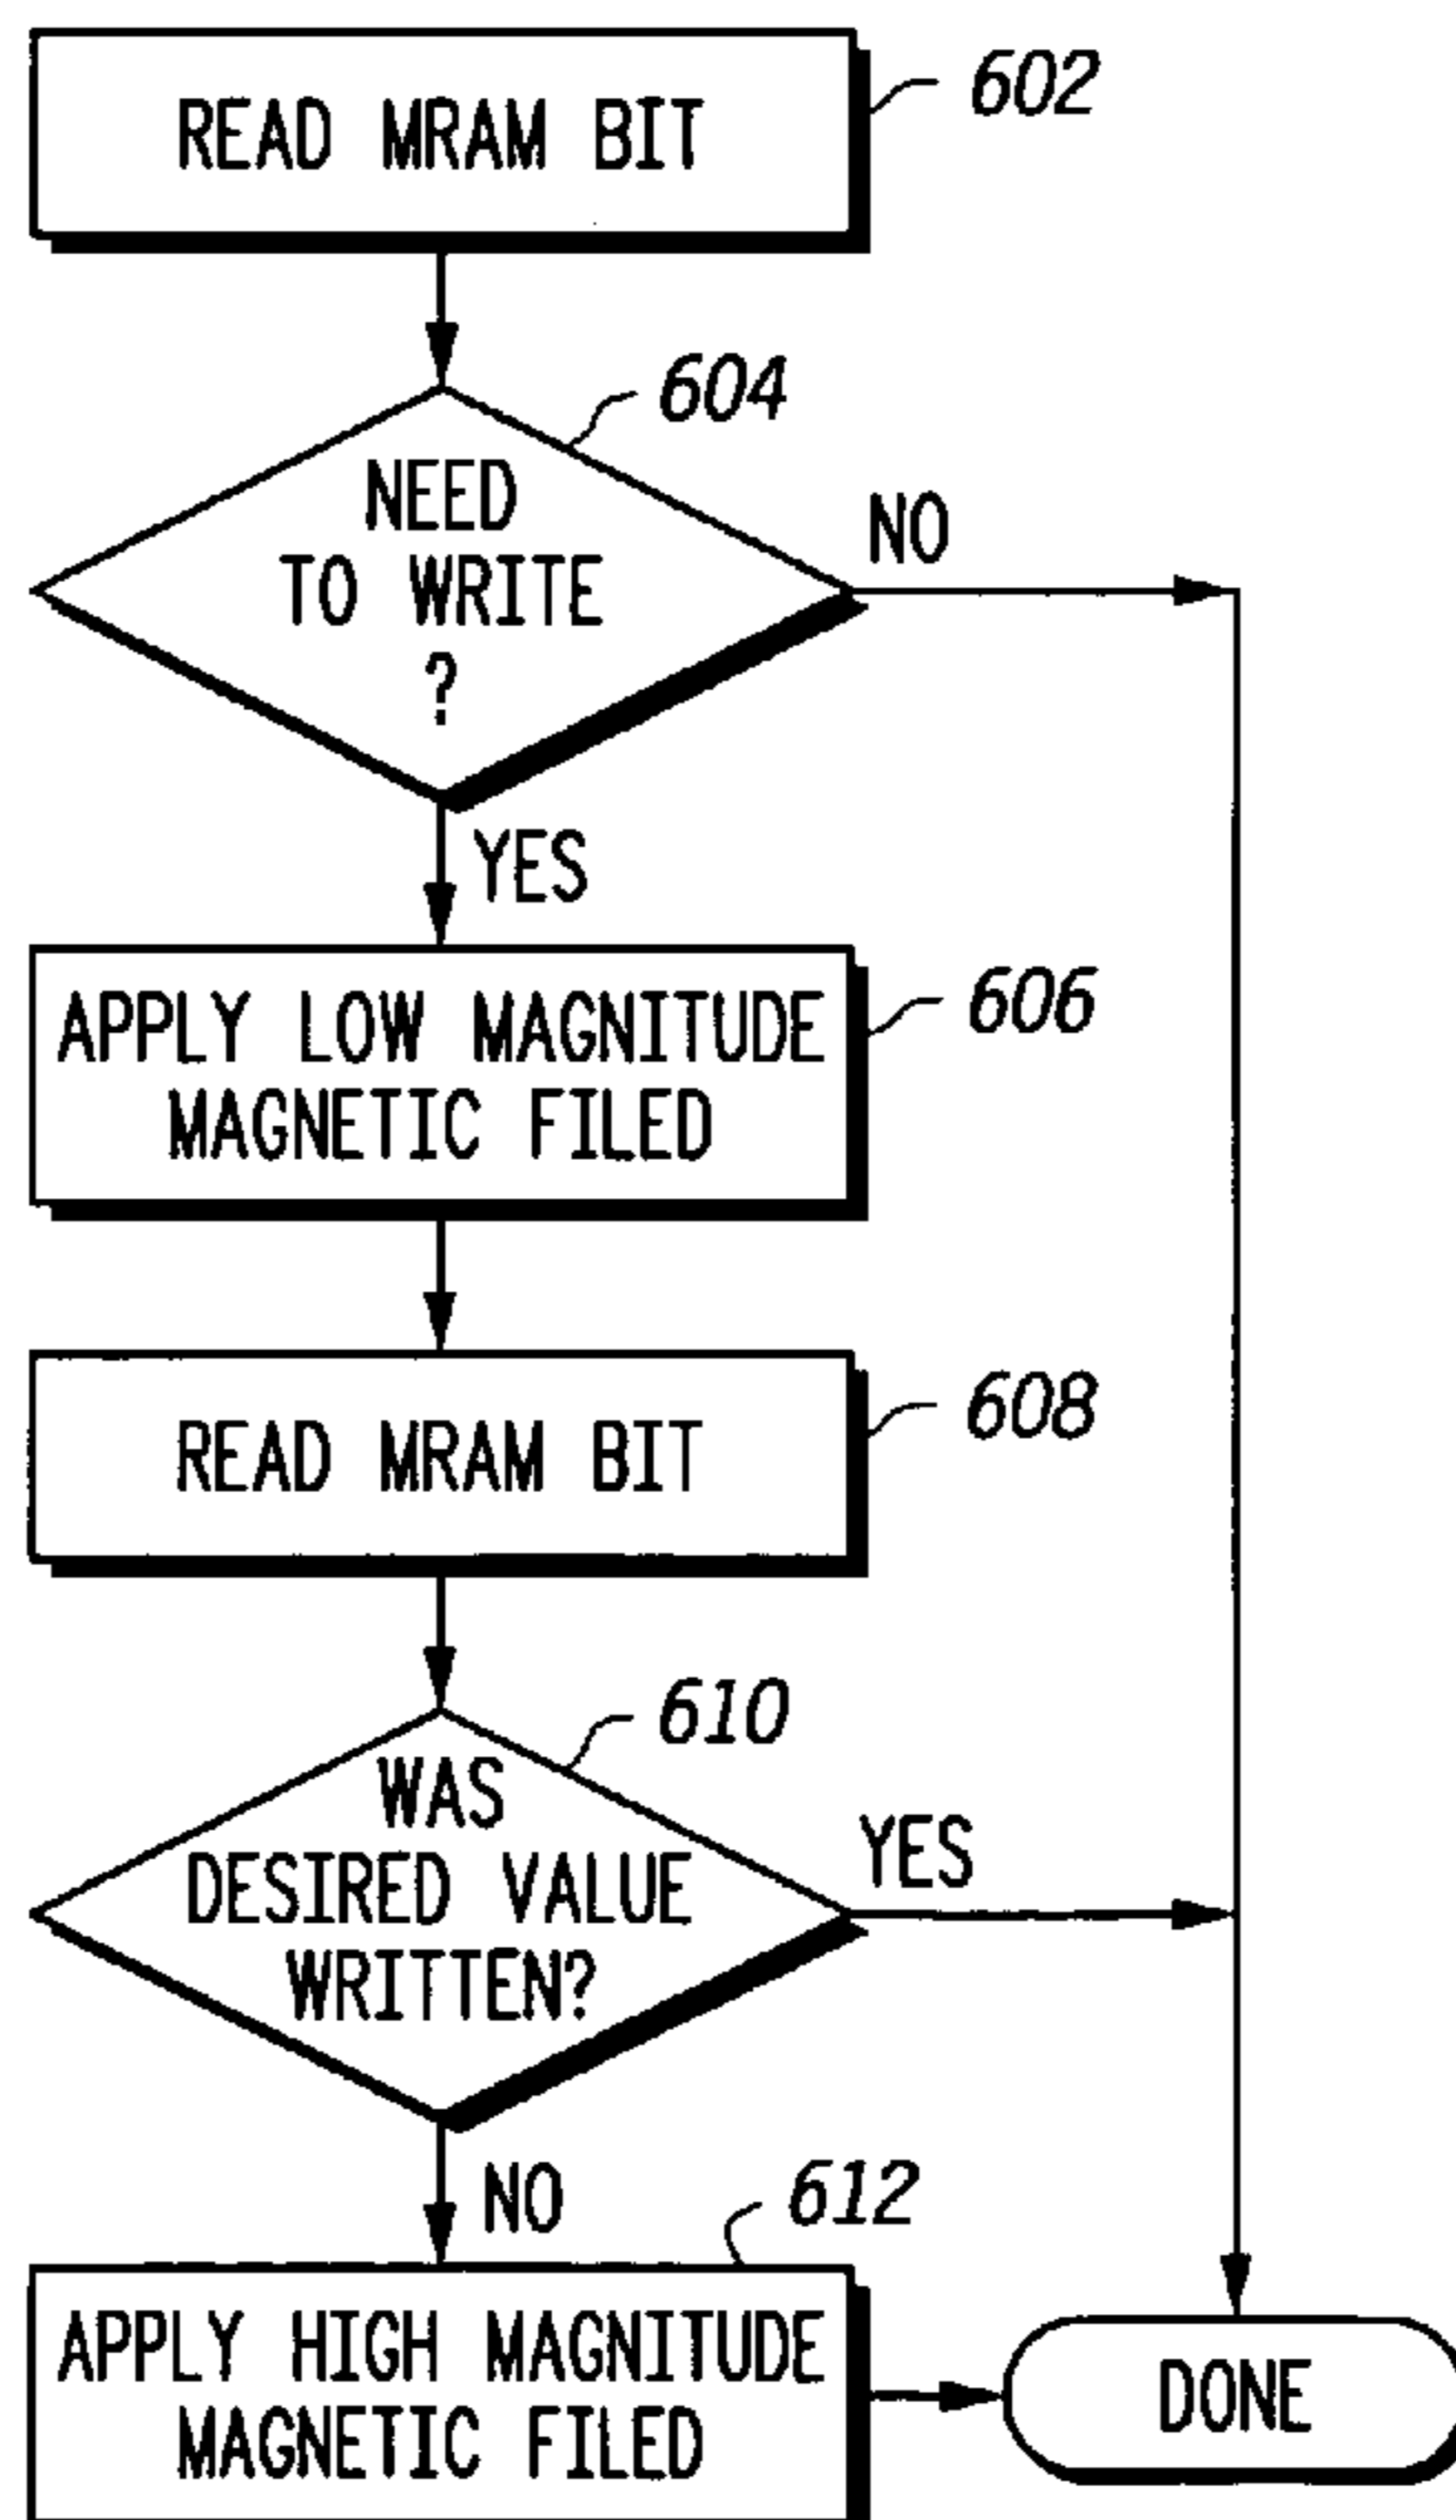 READ MRAM BIT
602
604
NEED
TO WRITE
?
NO
YES
APPLY LOW MAGNITUDE
MAGNETIC FILED
606
READ MRAM BIT
608
610
WAS
DESIRED VALUE
WRITTEN?
YES
NO
612
APPLY HIGH MAGNITUDE
MAGNETIC FILED
DONE